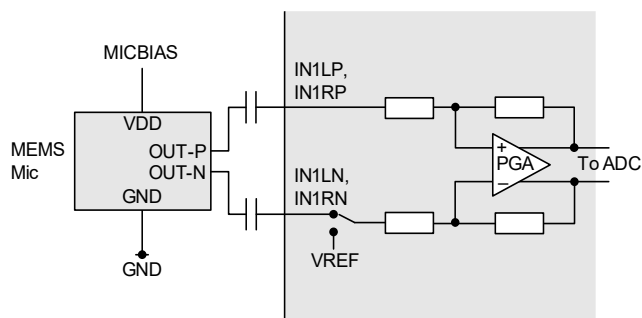 MICBIAS
IN1LP,
IN1RP
VDD
MEMS
Mic
OUT-P
OUT-N
GND
+
PGA
−
To ADC
IN1LN,
IN1RN
VREF
GND